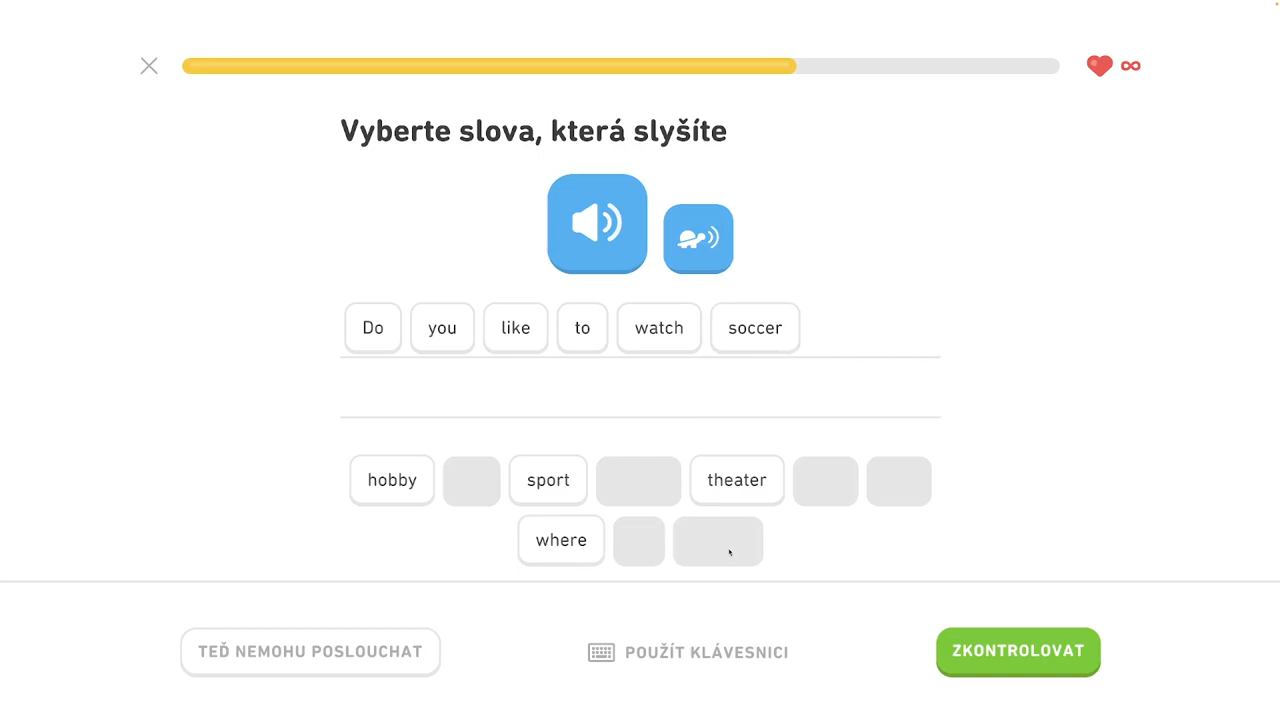 Vyberte slova, která slyšíte
Do you like to watch soccer
hobby sport theater
where
TEĎ NEMOHU POSLOUCHAT POUŽÍT KLÁVESNICI ZKONTROLOVAT